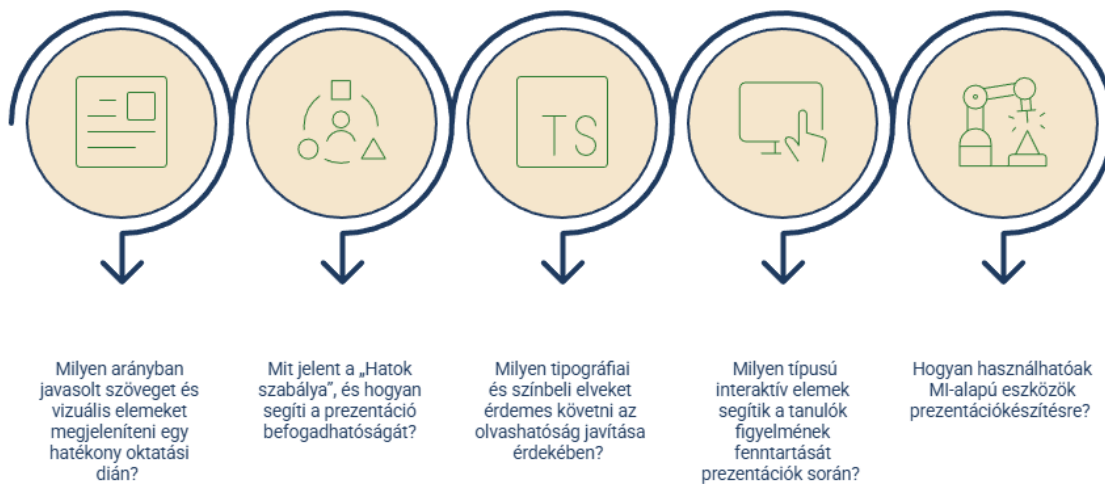 TS
Milyen arányban
javasolt szöveget és
vizuális elemeket
megjeleníteni egy
hatékony oktatási
dián?
Mit jelent a „Hatok
szabálya”, és hogyan
segíti a prezentáció
befogadhatóságát?
Milyen tipográfiai
és színbeli elveket
érdemes követni az
olvashatóság javítása
érdekében?
Milyen típusú
interaktív elemek
segítik a tanulók
figyelmének
fenntartását
prezentációk során?
Hogyan használhatóak
MI-alapú eszközök
prezentációkészítésre?